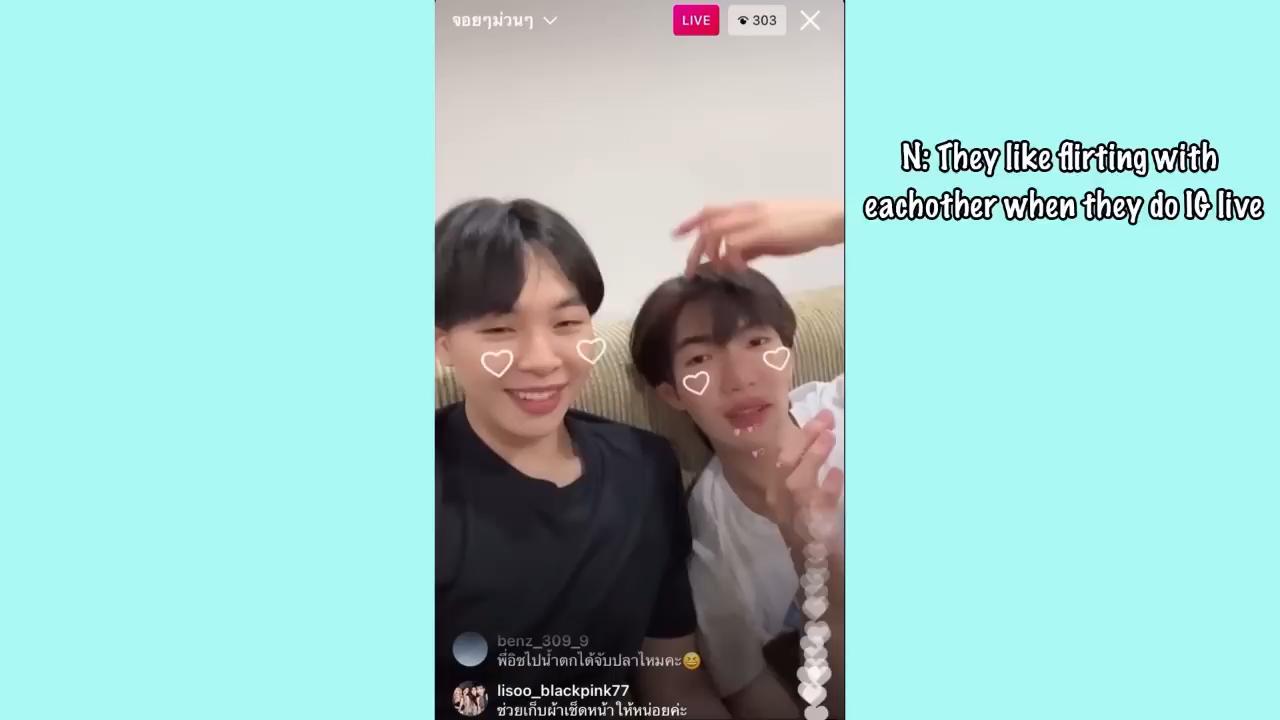 จอยๆม่วนๆ
LIVE
303
N: They like flirting with
eachother when they do IG live
benz_309_9
พี่อิชไปน้ำตกได้จับปลาไหมคะ😆
lisoo_blackpink77
ช่วยเก็บผ้าเช็ดหน้าให้หน่อยค่ะ